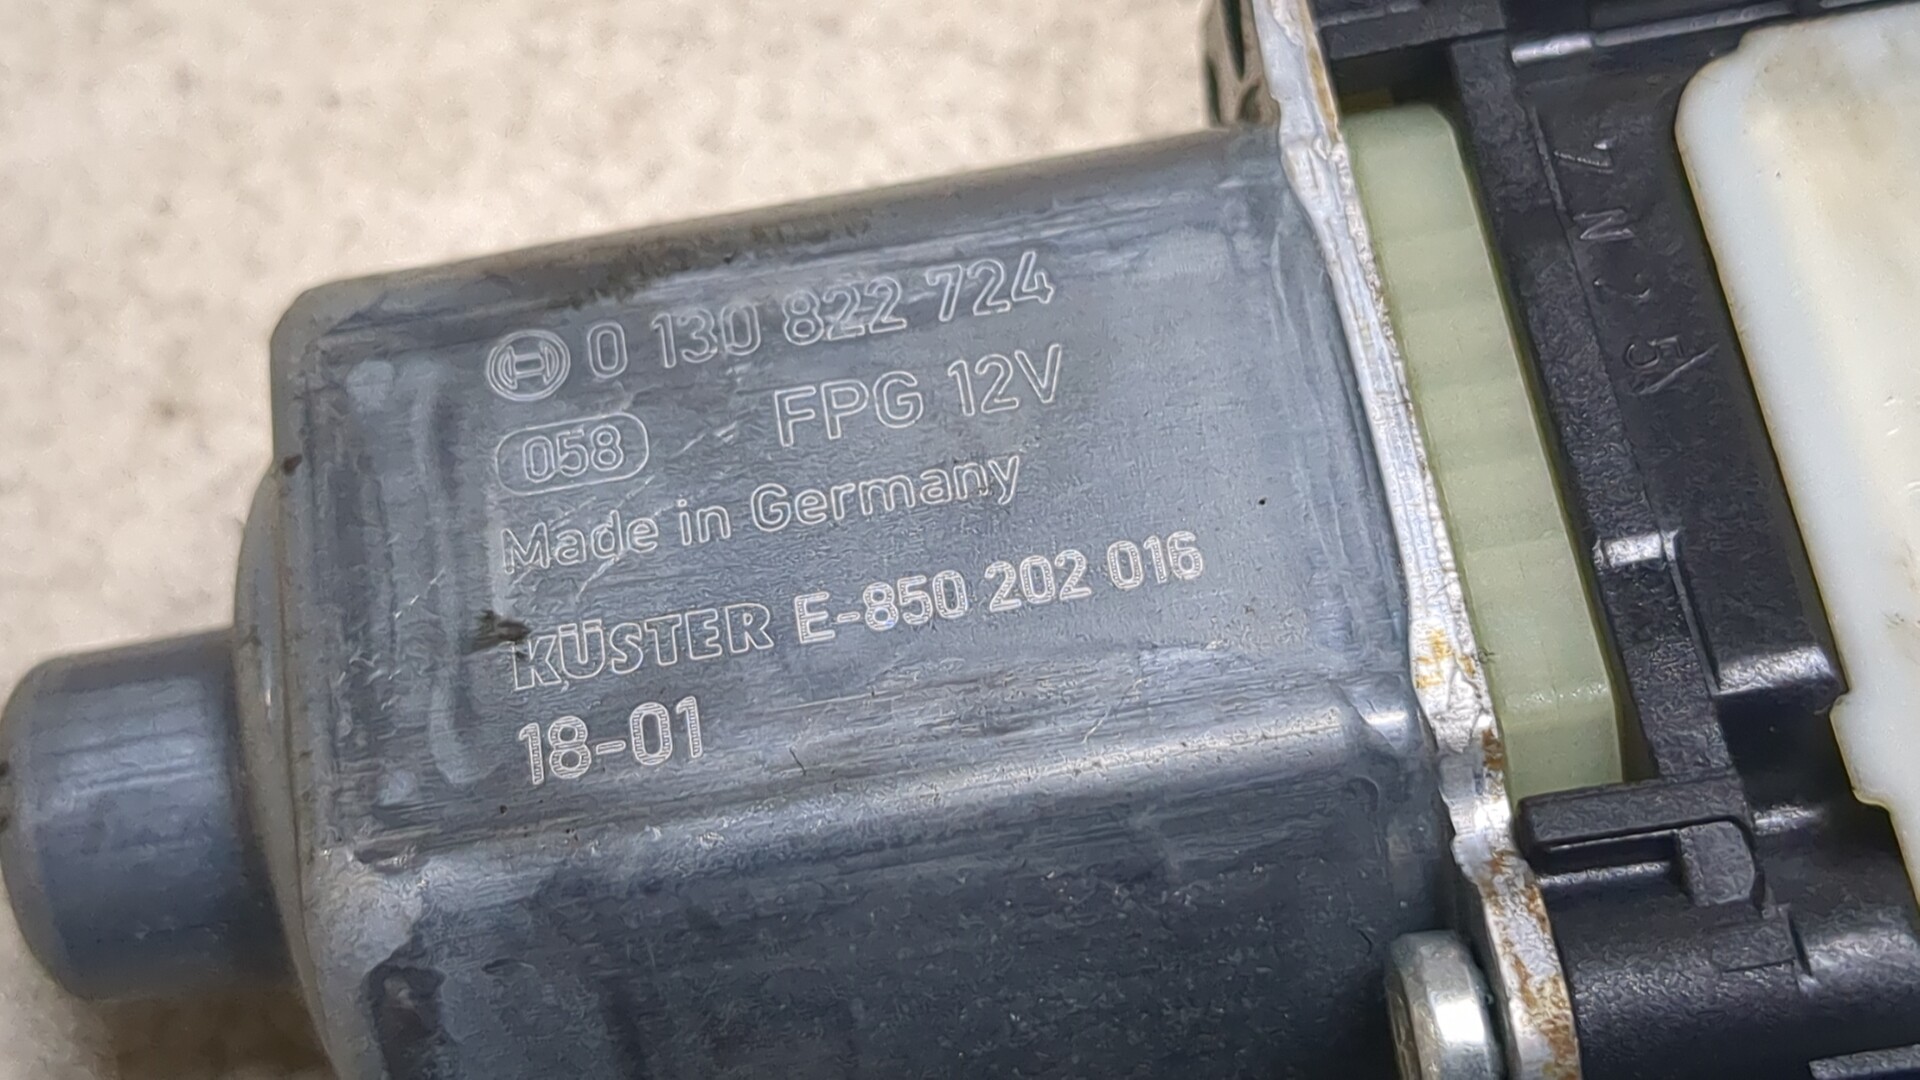 0 130 822 724
058 FPG 12V
Made in Germany
KÜSTER E-850 202 016
18-01